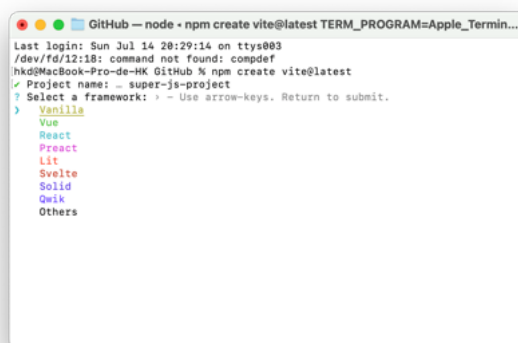 GitHub — node • npm create vite@latest TERM_PROGRAM=Apple_Termin...
Last login: Sun Jul 14 20:29:14 on ttys003
/dev/fd/12:18: command not found: compdef
[hkd@MacBook-Pro-de-HK GitHub % npm create vite@latest
[✔ Project name: … super-js-project
? Select a framework: › - Use arrow-keys. Return to submit.
❯ Vanilla
Vue
React
Preact
Lit
Svelte
Solid
Qwik
Others